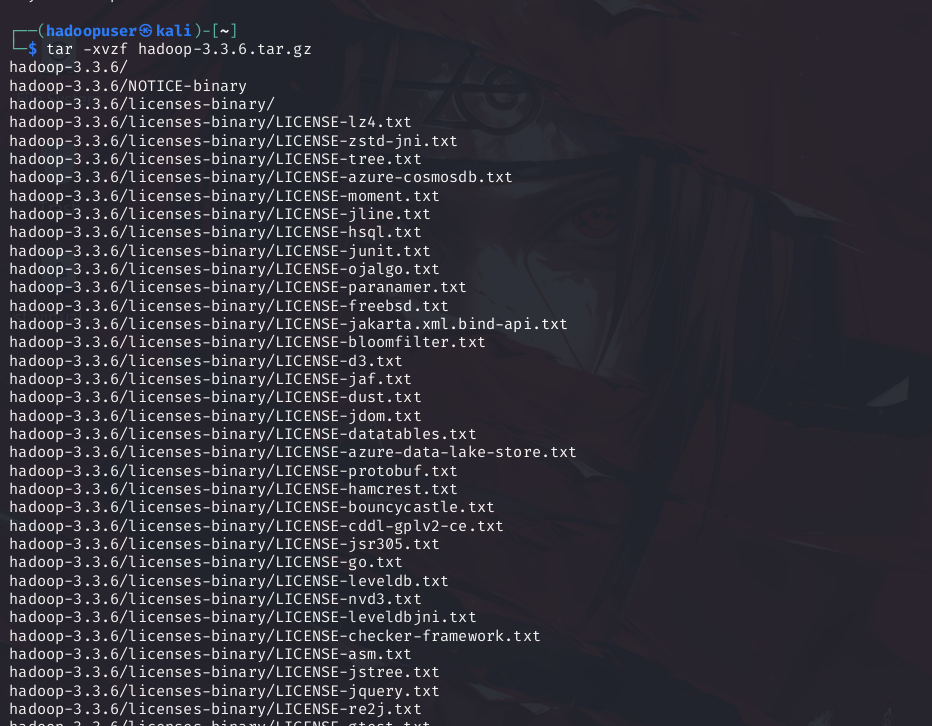 ┌──(hadoopuser㉿kali)-[~]
└─$ tar -xvzf hadoop-3.3.6.tar.gz
hadoop-3.3.6/
hadoop-3.3.6/NOTICE-binary
hadoop-3.3.6/licenses-binary/
hadoop-3.3.6/licenses-binary/LICENSE-lz4.txt
hadoop-3.3.6/licenses-binary/LICENSE-zstd-jni.txt
hadoop-3.3.6/licenses-binary/LICENSE-tree.txt
hadoop-3.3.6/licenses-binary/LICENSE-azure-cosmosdb.txt
hadoop-3.3.6/licenses-binary/LICENSE-moment.txt
hadoop-3.3.6/licenses-binary/LICENSE-jline.txt
hadoop-3.3.6/licenses-binary/LICENSE-hsql.txt
hadoop-3.3.6/licenses-binary/LICENSE-junit.txt
hadoop-3.3.6/licenses-binary/LICENSE-ojalgo.txt
hadoop-3.3.6/licenses-binary/LICENSE-paranamer.txt
hadoop-3.3.6/licenses-binary/LICENSE-freebsd.txt
hadoop-3.3.6/licenses-binary/LICENSE-jakarta.xml.bind-api.txt
hadoop-3.3.6/licenses-binary/LICENSE-bloomfilter.txt
hadoop-3.3.6/licenses-binary/LICENSE-d3.txt
hadoop-3.3.6/licenses-binary/LICENSE-jaf.txt
hadoop-3.3.6/licenses-binary/LICENSE-dust.txt
hadoop-3.3.6/licenses-binary/LICENSE-jdom.txt
hadoop-3.3.6/licenses-binary/LICENSE-datatables.txt
hadoop-3.3.6/licenses-binary/LICENSE-azure-data-lake-store.txt
hadoop-3.3.6/licenses-binary/LICENSE-protobuf.txt
hadoop-3.3.6/licenses-binary/LICENSE-hamcrest.txt
hadoop-3.3.6/licenses-binary/LICENSE-bouncycastle.txt
hadoop-3.3.6/licenses-binary/LICENSE-cddl-gplv2-ce.txt
hadoop-3.3.6/licenses-binary/LICENSE-jsr305.txt
hadoop-3.3.6/licenses-binary/LICENSE-go.txt
hadoop-3.3.6/licenses-binary/LICENSE-leveldb.txt
hadoop-3.3.6/licenses-binary/LICENSE-nvd3.txt
hadoop-3.3.6/licenses-binary/LICENSE-leveldbjni.txt
hadoop-3.3.6/licenses-binary/LICENSE-checker-framework.txt
hadoop-3.3.6/licenses-binary/LICENSE-asm.txt
hadoop-3.3.6/licenses-binary/LICENSE-jstree.txt
hadoop-3.3.6/licenses-binary/LICENSE-jquery.txt
hadoop-3.3.6/licenses-binary/LICENSE-re2j.txt